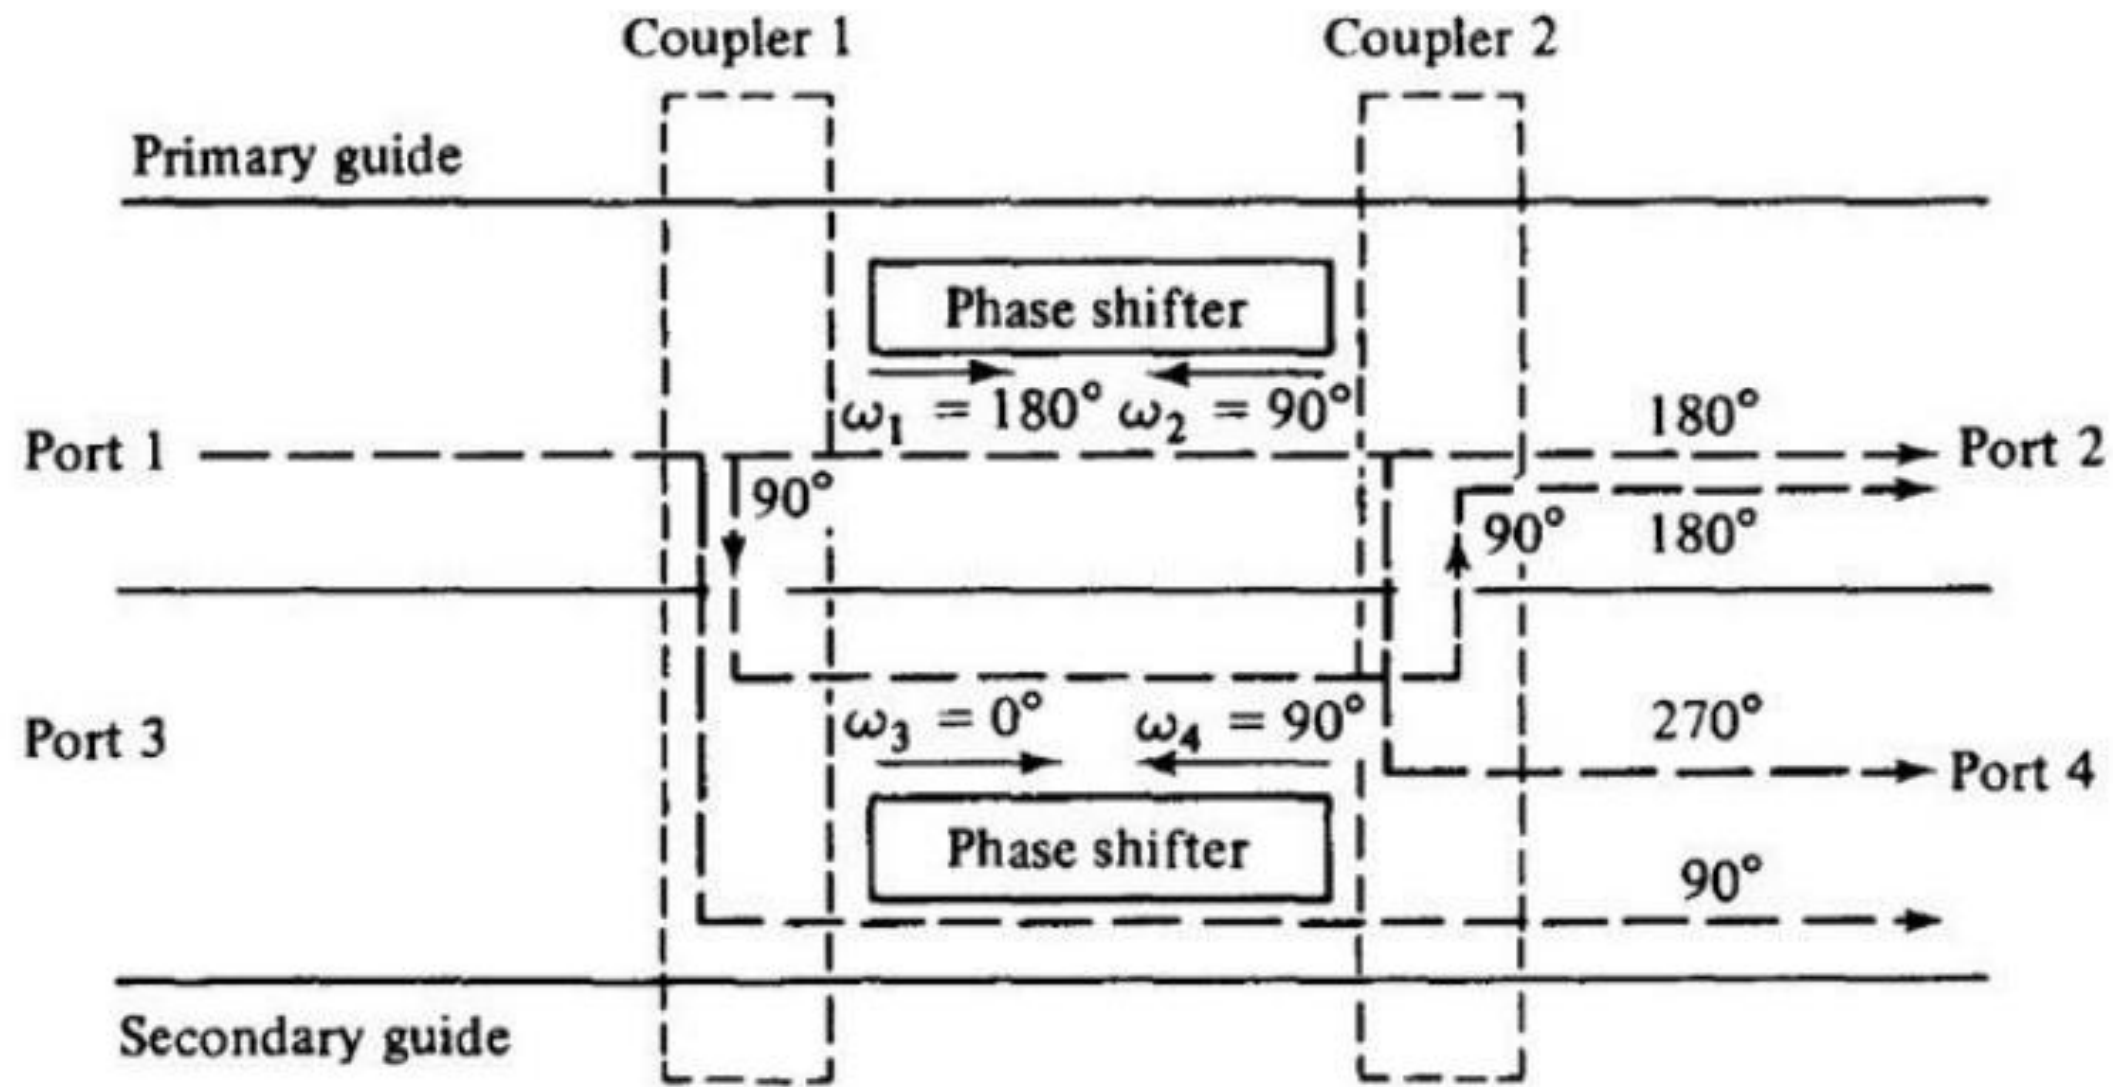 Coupler 1
Coupler 2
Primary guide
Phase shifter
ω₁ = 180° ω₂ = 90°
180°
Port 1
Port 2
90°
90°
180°
ω₃ = 0°
ω₄ = 90°
270°
Port 3
Port 4
Phase shifter
90°
Secondary guide